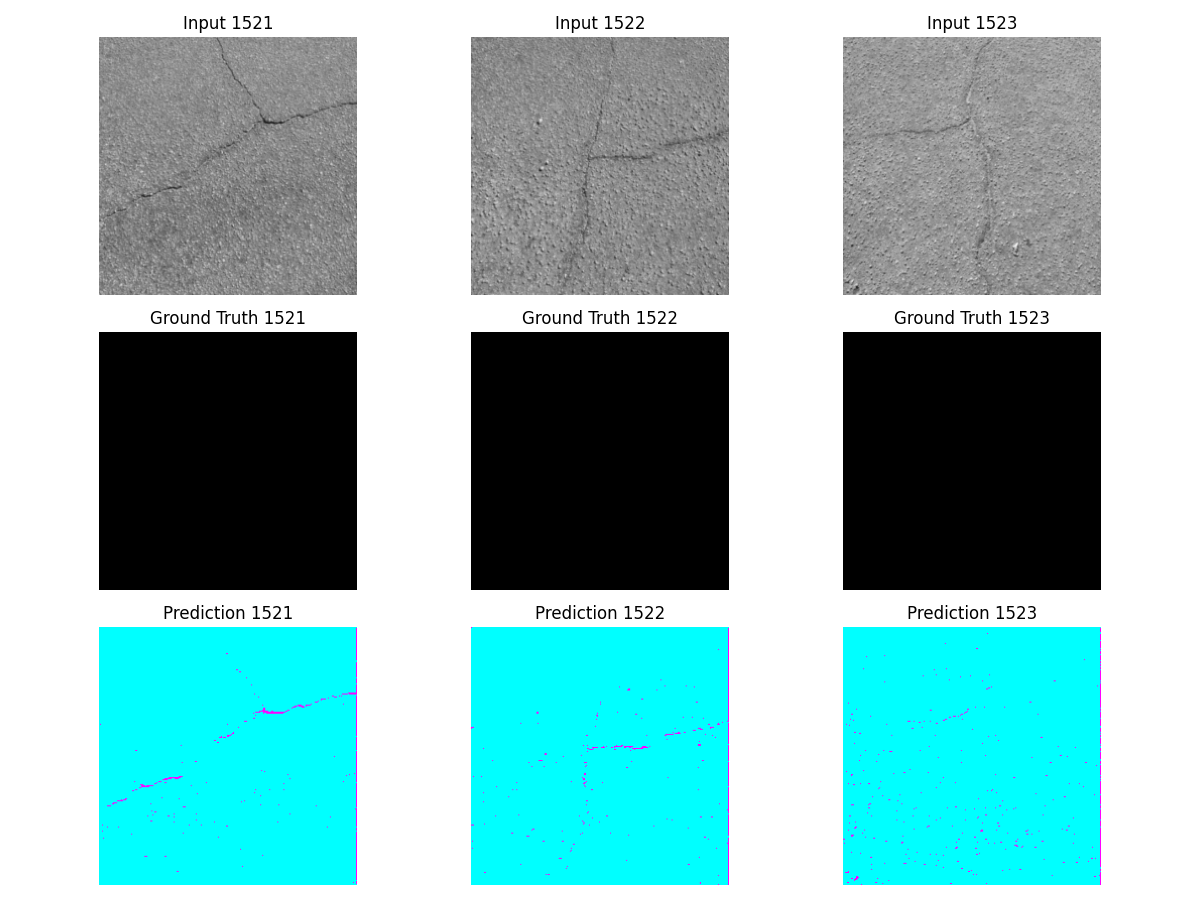 Input 1521
Input 1522
Input 1523
Ground Truth 1521
Ground Truth 1522
Ground Truth 1523
Prediction 1521
Prediction 1522
Prediction 1523